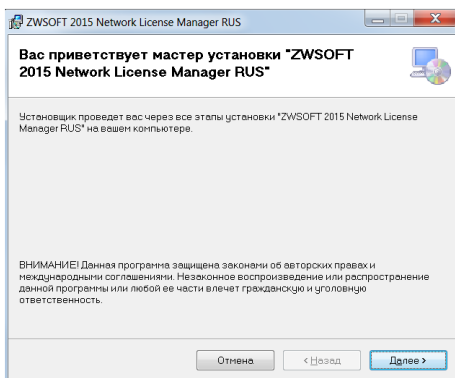 ZWSOFT 2015 Network License Manager RUS
Вас приветствует мастер установки "ZWSOFT
2015 Network License Manager RUS"
Установщик проведет вас через все этапы установки "ZWSOFT 2015 Network License
Manager RUS" на вашем компьютере.
ВНИМАНИЕ! Данная программа защищена законами об авторских правах и
международными соглашениями. Незаконное воспроизведение или распространение
данной программы или любой ее части влечет гражданскую и уголовную
ответственность.
Отмена < Назад Далее >